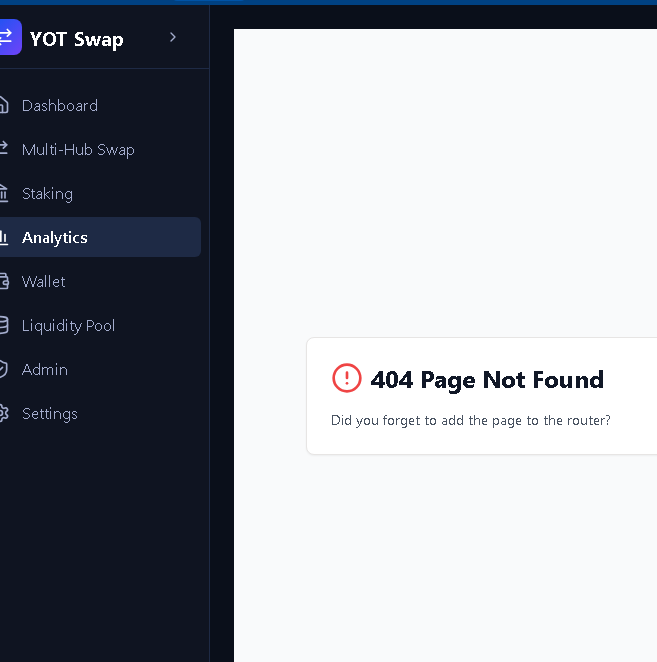 YOT Swap
Dashboard
Multi-Hub Swap
Staking
Analytics
Wallet
Liquidity Pool
Admin
Settings
404 Page Not Found
Did you forget to add the page to the router?